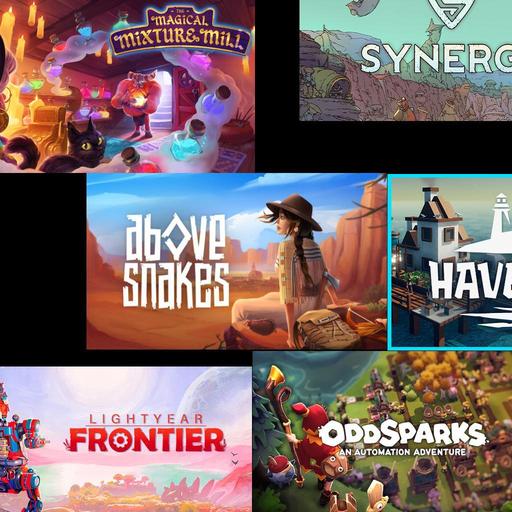 THE
MAGICAL
MIXTURE MILL
SYNERG
above
snakes
HAVE
LIGHTYEAR
FRONTIER
ODDSPARKS
AN AUTOMATION ADVENTURE